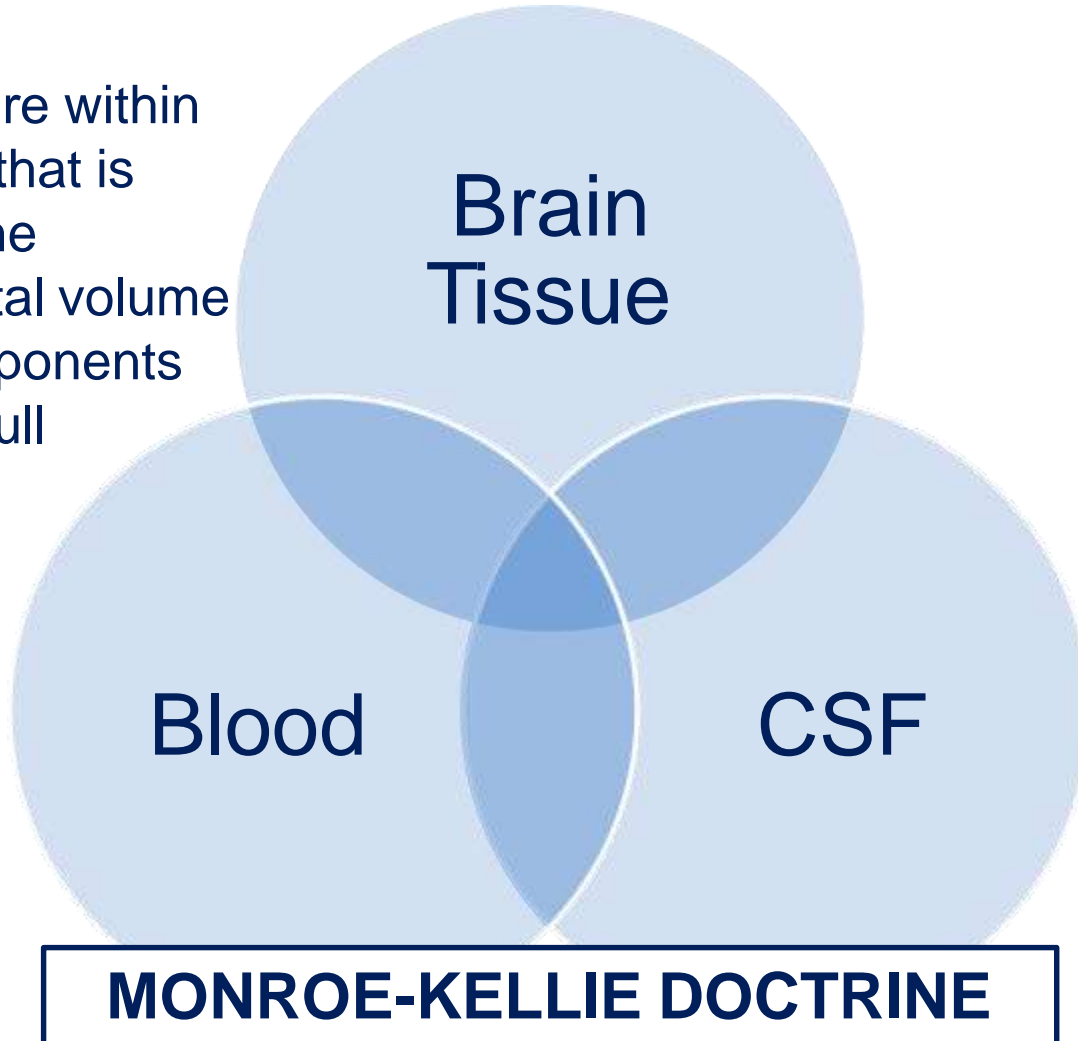 re within
that is
ne
tal volume
ponents
ull
Brain
Tissue
Blood
CSF
MONROE-KELLIE DOCTRINE